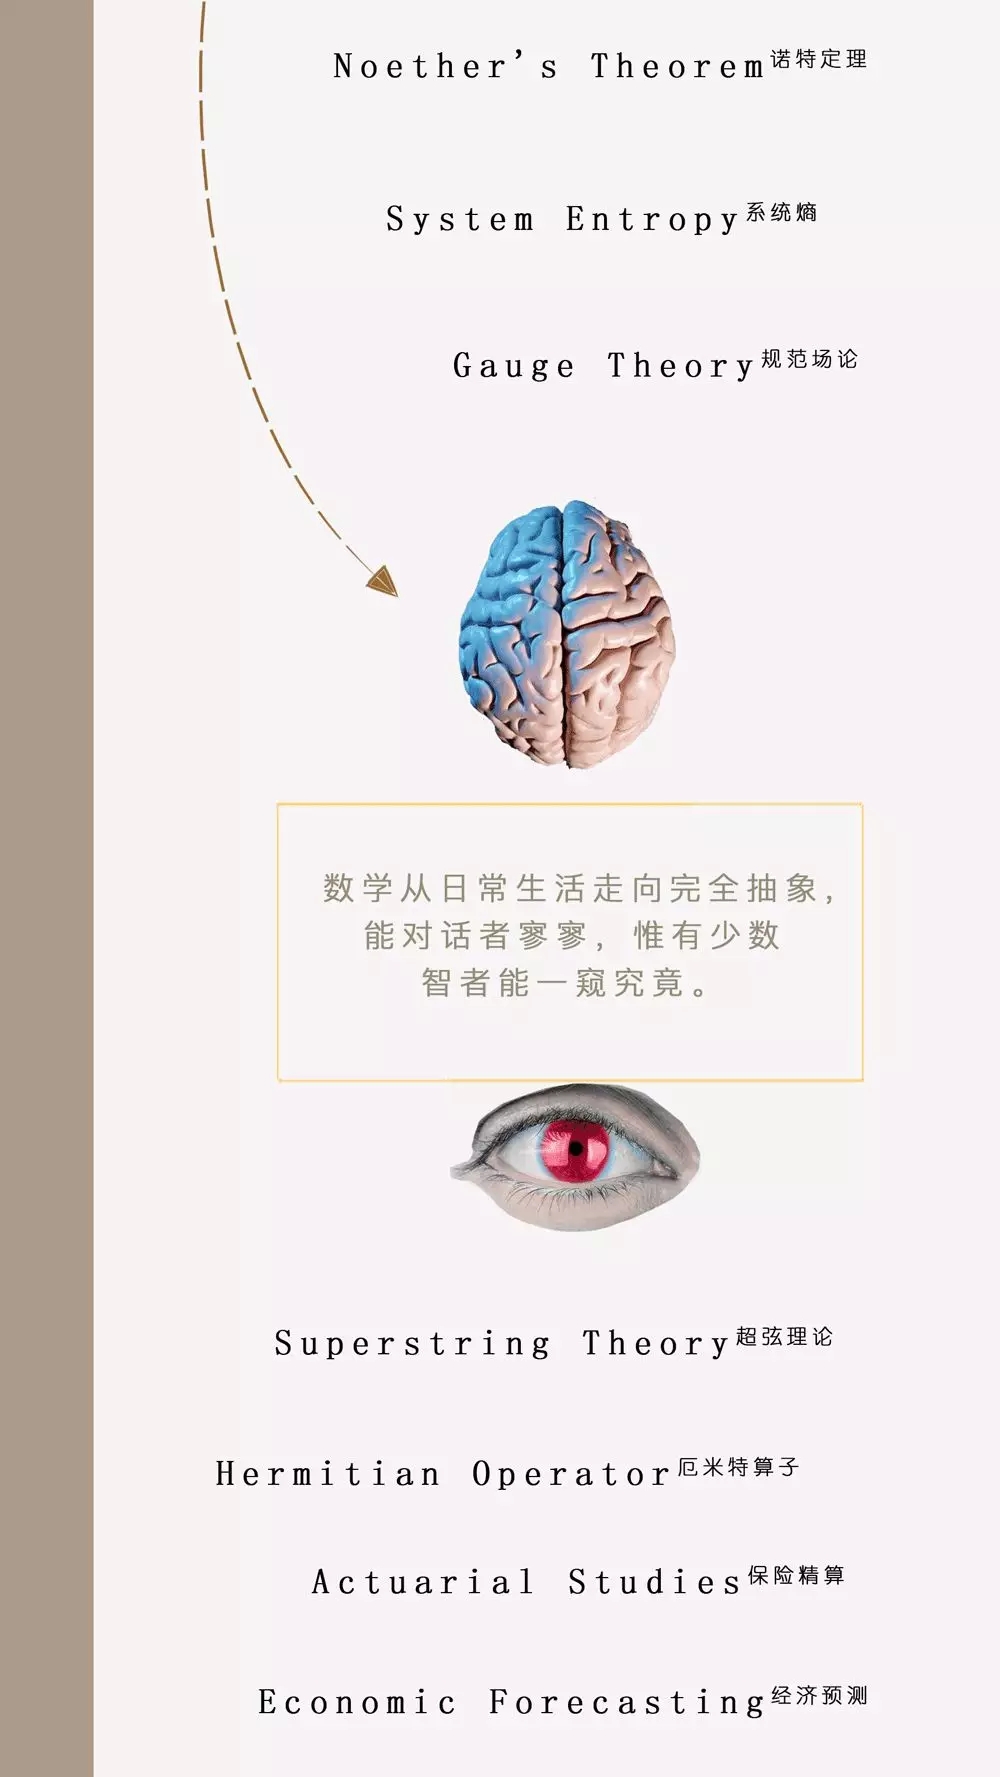 Noether's Theorem诺特定理
System Entropy系统熵
Gauge Theory规范场论
数学从日常生活走向完全抽象，
能对话者寥寥，惟有少数
智者能一窥究竟。
Superstring Theory超弦理论
Hermitian Operator厄米特算子
Actuarial Studies保险精算
Economic Forecasting经济预测